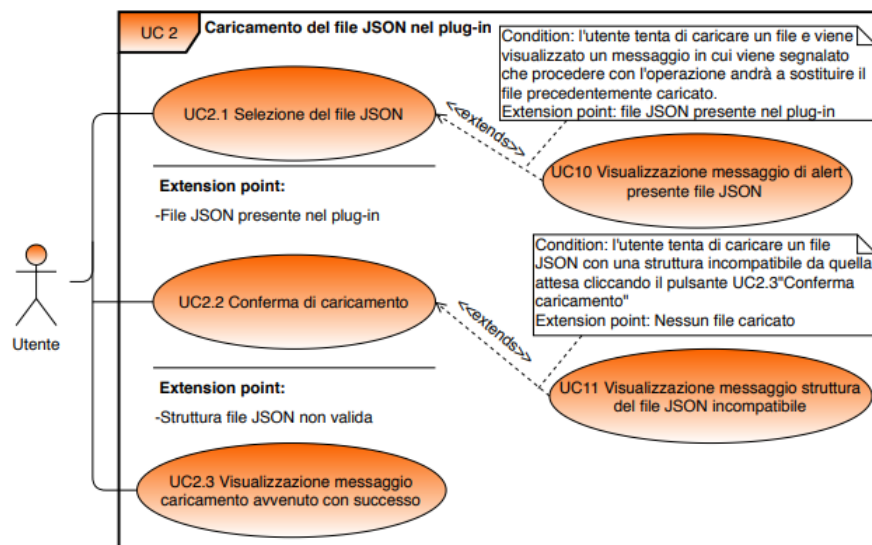 UC 2
Caricamento del file JSON nel plug-in
Condition: l'utente tenta di caricare un file e viene
visualizzato un messaggio in cui viene segnalato
che procedere con l'operazione andrà a sostituire il
file precedentemente caricato.
Extension point: file JSON presente nel plug-in
UC2.1 Selezione del file JSON
<<extends>>
UC10 Visualizzazione messaggio di alert
presente file JSON
Extension point:
-File JSON presente nel plug-in
Condition: l'utente tenta di caricare un file
JSON con una struttura incompatibile da quella
attesa cliccando il pulsante UC2.3"Conferma
caricamento"
Extension point: Nessun file caricato
UC2.2 Conferma di caricamento
<<extends>>
Utente
UC11 Visualizzazione messaggio struttura
del file JSON incompatibile
Extension point:
-Struttura file JSON non valida
UC2.3 Visualizzazione messaggio
caricamento avvenuto con successo